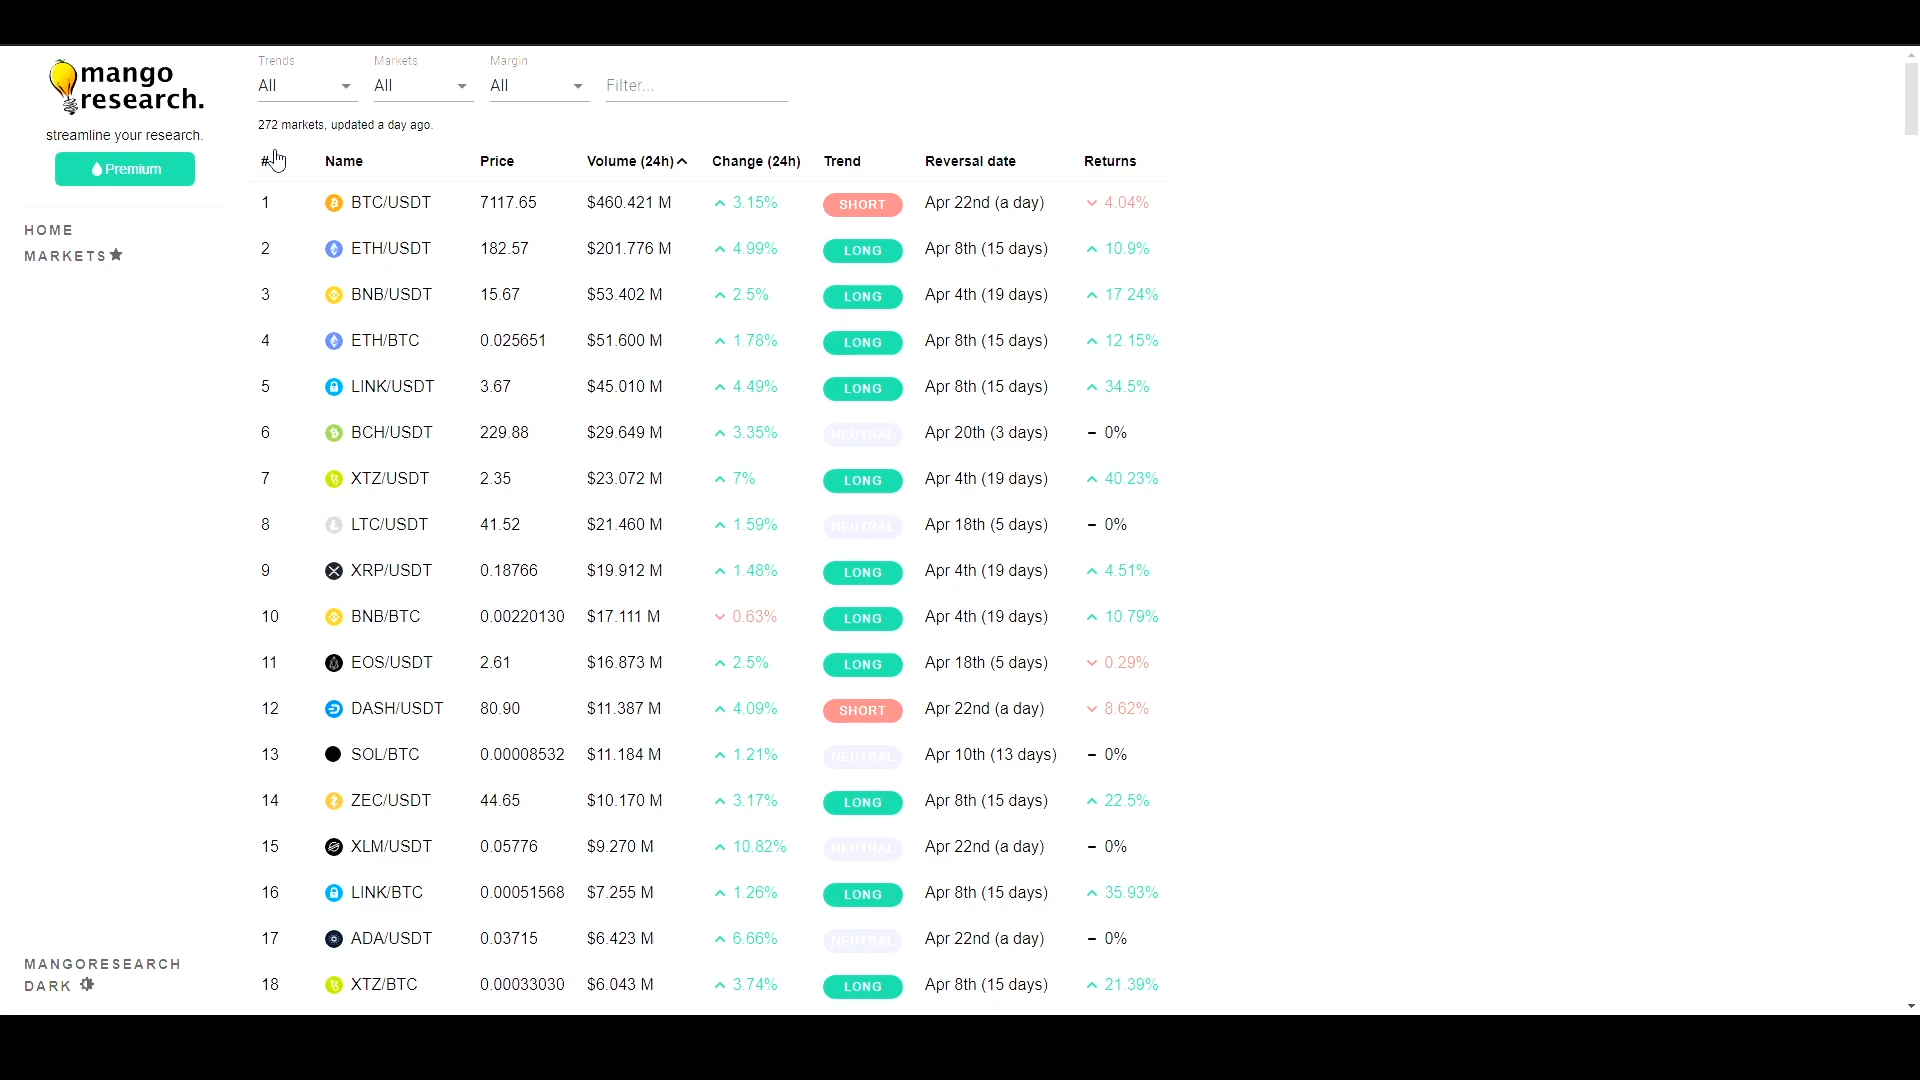 mango
research.
streamline your research.
Premium
HOME
MARKETS
MANGORESEARCH
DARK
Trends Markets Margin
All All All Filter...
272 markets, updated a day ago.
# Name Price Volume (24h) Change (24h) Trend Reversal date Returns
1 BTC/USDT 7117.65 $460.421 M 3.15% SHORT Apr 22nd (a day) 4.04%
2 ETH/USDT 182.57 $201.776 M 4.99% LONG Apr 8th (15 days) 10.9%
3 BNB/USDT 15.67 $53.402 M 2.5% LONG Apr 4th (19 days) 17.24%
4 ETH/BTC 0.025651 $51.600 M 1.78% LONG Apr 8th (15 days) 12.15%
5 LINK/USDT 3.67 $45.010 M 4.49% LONG Apr 8th (15 days) 34.5%
6 BCH/USDT 229.88 $29.649 M 3.35% NEUTRAL Apr 20th (3 days) – 0%
7 XTZ/USDT 2.35 $23.072 M 7% LONG Apr 4th (19 days) 40.23%
8 LTC/USDT 41.52 $21.460 M 1.59% NEUTRAL Apr 18th (5 days) – 0%
9 XRP/USDT 0.18766 $19.912 M 1.48% LONG Apr 4th (19 days) 4.51%
10 BNB/BTC 0.00220130 $17.111 M 0.63% LONG Apr 4th (19 days) 10.79%
11 EOS/USDT 2.61 $16.873 M 2.5% LONG Apr 18th (5 days) 0.29%
12 DASH/USDT 80.90 $11.387 M 4.09% SHORT Apr 22nd (a day) 8.62%
13 SOL/BTC 0.00008532 $11.184 M 1.21% NEUTRAL Apr 10th (13 days) – 0%
14 ZEC/USDT 44.65 $10.170 M 3.17% LONG Apr 8th (15 days) 22.5%
15 XLM/USDT 0.05776 $9.270 M 10.82% NEUTRAL Apr 22nd (a day) – 0%
16 LINK/BTC 0.00051568 $7.255 M 1.26% LONG Apr 8th (15 days) 35.93%
17 ADA/USDT 0.03715 $6.423 M 6.66% NEUTRAL Apr 22nd (a day) – 0%
18 XTZ/BTC 0.00033030 $6.043 M 3.74% LONG Apr 8th (15 days) 21.39%